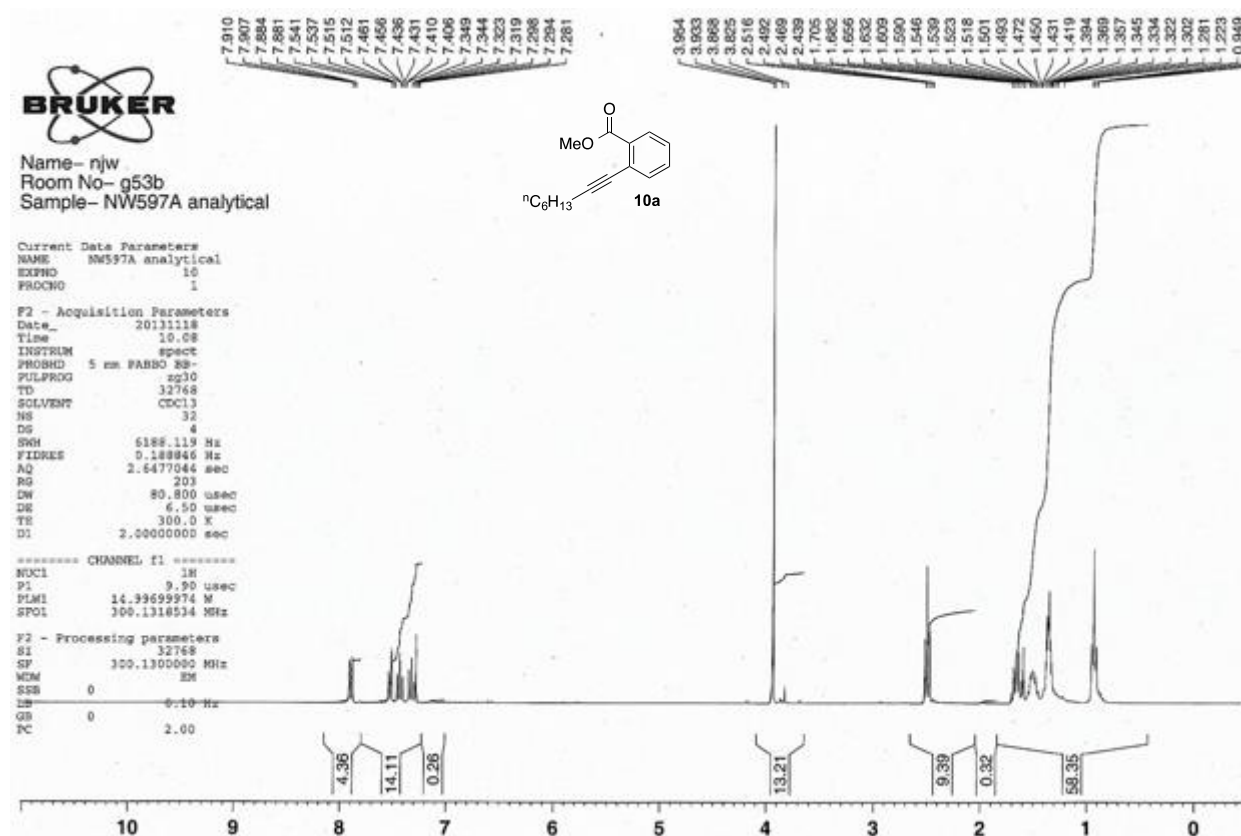 7.910 7.907 7.884 7.881 7.541 7.537 7.515 7.512 7.461 7.456 7.436 7.431 7.410 7.406 7.349 7.344 7.323 7.319 7.298 7.294 7.281
3.954 3.933 3.868 3.825 2.516 2.492 2.469 2.439 1.705 1.682 1.656 1.632 1.609 1.590 1.546 1.539 1.523 1.518 1.501 1.493 1.472 1.450 1.431 1.419 1.394 1.369 1.357 1.345 1.334 1.322 1.302 1.281 1.223 0.949
BRUKER
Name– njw
Room No– g53b
Sample– NW597A analytical
O
MeO
ⁿC₆H₁₃
10a
Current Data Parameters
NAME NW597A analytical
EXPNO 10
PROCNO 1
F2 - Acquisition Parameters
Date_ 20131118
Time 10.08
INSTRUM spect
PROBHD 5 mm PABBO BB-
PULPROG zg30
TD 32768
SOLVENT CDCl3
NS 32
DS 4
SWH 6188.119 Hz
FIDRES 0.188846 Hz
AQ 2.6477044 sec
RG 203
DW 80.800 usec
DE 6.50 usec
TE 300.0 K
D1 2.00000000 sec
======== CHANNEL f1 ========
NUC1 1H
P1 9.90 usec
PLW1 14.99699974 W
SFO1 300.1318534 MHz
F2 - Processing parameters
SI 32768
SF 300.1300000 MHz
WDW EM
SSB 0
LB 0.10 Hz
GB 0
PC 2.00
4.36 14.11 0.26 13.21 9.39 0.32 58.35
10 9 8 7 6 5 4 3 2 1 0